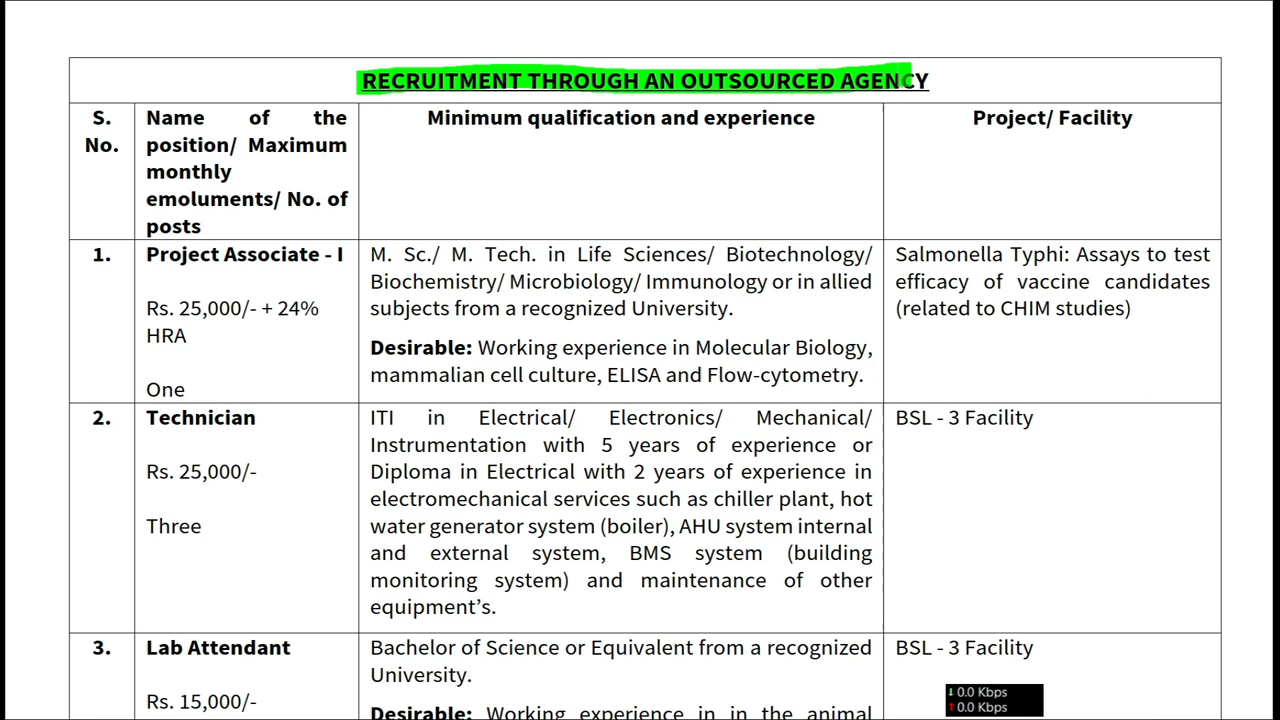 RECRUITMENT THROUGH AN OUTSOURCED AGENCY
S.
No.
Name of the
position/ Maximum
monthly
emoluments/ No. of
posts
Minimum qualification and experience
Project/ Facility
1.
Project Associate - I
Rs. 25,000/- + 24%
HRA
One
M. Sc./ M. Tech. in Life Sciences/ Biotechnology/
Biochemistry/ Microbiology/ Immunology or in allied
subjects from a recognized University.
Desirable: Working experience in Molecular Biology,
mammalian cell culture, ELISA and Flow-cytometry.
Salmonella Typhi: Assays to test
efficacy of vaccine candidates
(related to CHIM studies)
2.
Technician
Rs. 25,000/-
Three
ITI in Electrical/ Electronics/ Mechanical/
Instrumentation with 5 years of experience or
Diploma in Electrical with 2 years of experience in
electromechanical services such as chiller plant, hot
water generator system (boiler), AHU system internal
and external system, BMS system (building
monitoring system) and maintenance of other
equipment’s.
BSL - 3 Facility
3.
Lab Attendant
Rs. 15,000/-
Bachelor of Science or Equivalent from a recognized
University.
Desirable: Working experience in in the animal
BSL - 3 Facility
↓ 0.0 Kbps
↑ 0.0 Kbps